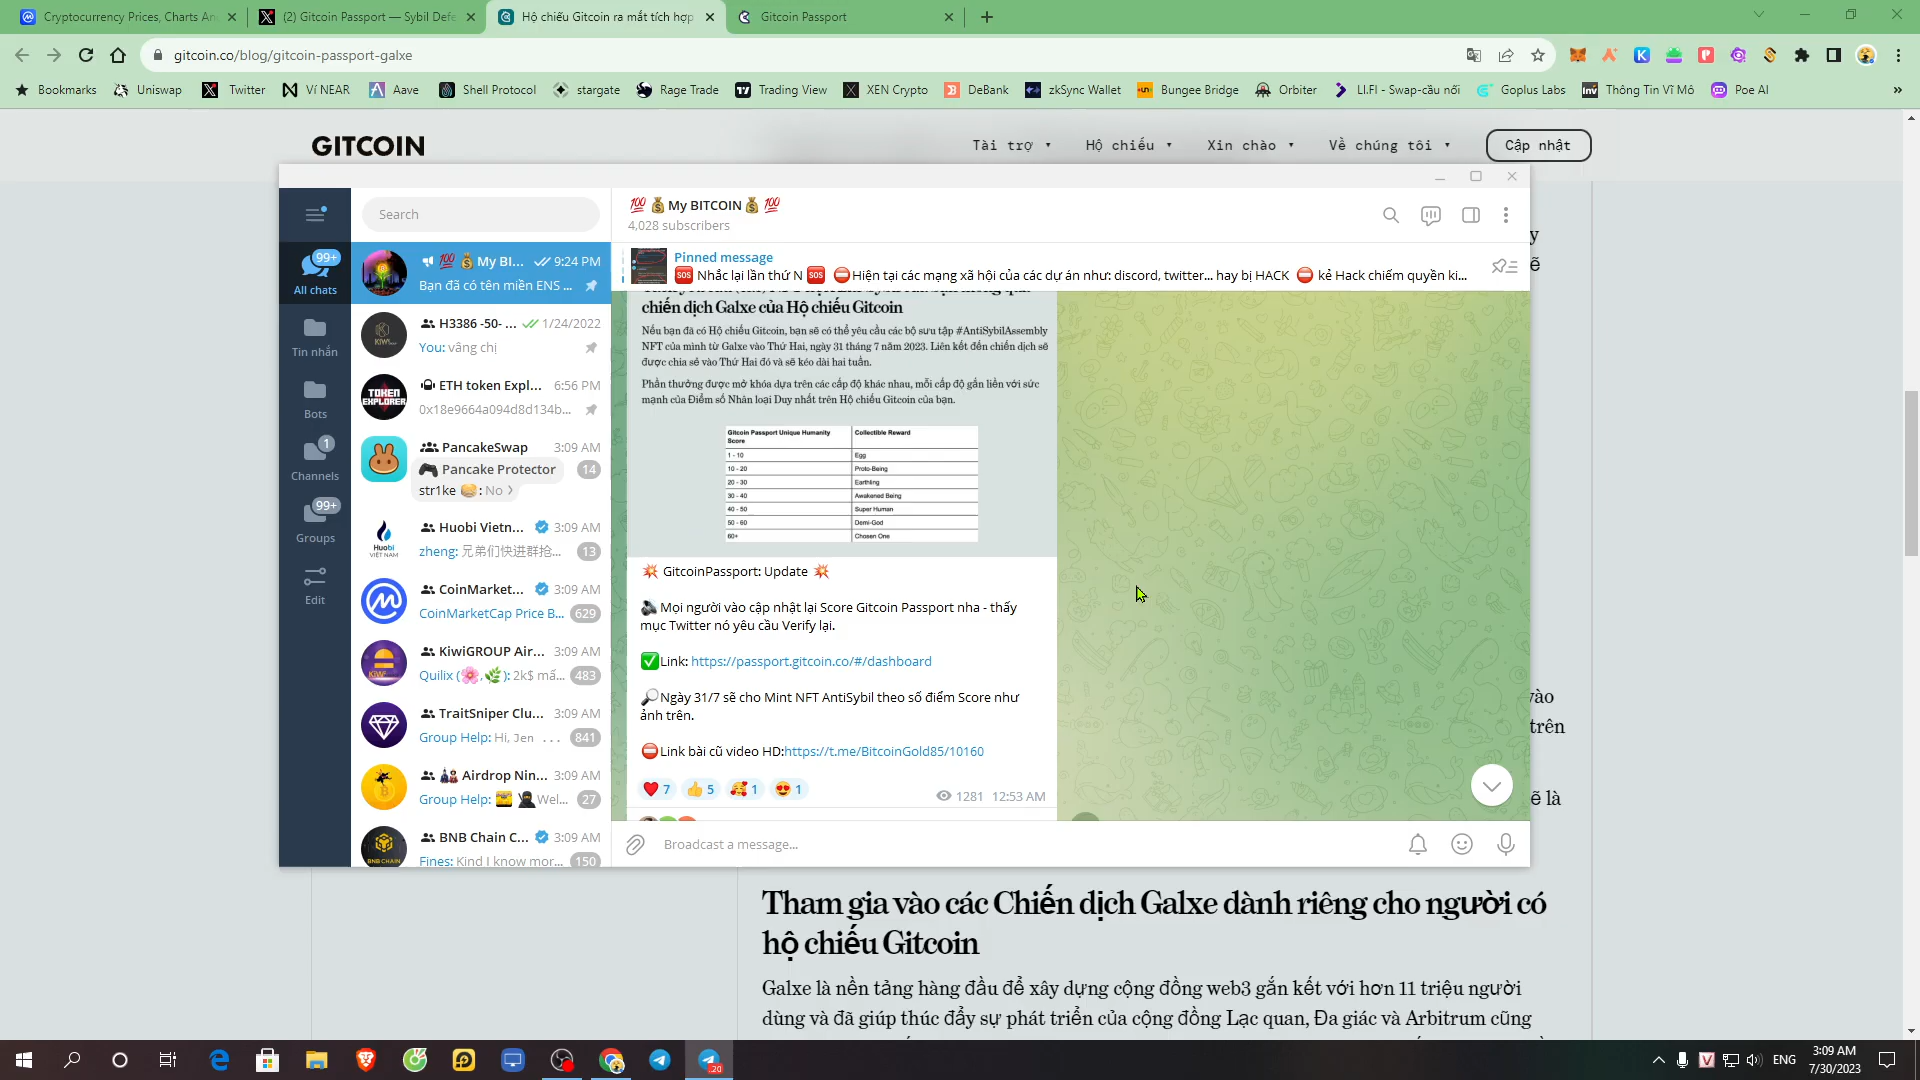 Cryptocurrency Prices, Charts An
(2) Gitcoin Passport — Sybil Defe
Hộ chiếu Gitcoin ra mắt tích hợp
Gitcoin Passport
gitcoin.co/blog/gitcoin-passport-galxe
Bookmarks
Uniswap
Twitter
Ví NEAR
Aave
Shell Protocol
stargate
Rage Trade
Trading View
XEN Crypto
DeBank
zkSync Wallet
Bungee Bridge
Orbiter
LI.FI - Swap-cầu nối
Goplus Labs
Thông Tin Vĩ Mô
Poe AI
GITCOIN
Tài trợ
Hộ chiếu
Xin chào
Về chúng tôi
Cập nhật
Search
99+
All chats
Tin nhắn
Bots
1
Channels
99+
Groups
Edit
💯 💰 My BI... 9:24 PM
Bạn đã có tên miền ENS ...
H3386 -50- ... 1/24/2022
You: vâng chị
ETH token Expl... 6:56 PM
0x18e9664a094d8d134b...
TOKEN
EXPLORER
PancakeSwap 3:09 AM
🎮 Pancake Protector 14
str1ke : No
Huobi Vietn... 3:09 AM
zheng: 兄弟们快进群抢... 13
Huobi
VIỆT NAM
CoinMarket... 3:09 AM
CoinMarketCap Price B... 629
KiwiGROUP Air... 3:09 AM
Quilix (🌸,🌿): 2k$ mấ... 483
TraitSniper Clu... 3:09 AM
Group Help: Hi, Jen ... 841
Airdrop Nin... 3:09 AM
Group Help: Wel... 27
BNB Chain C... 3:09 AM
Fines: Kind I know mor... 150
BNB CHAIN
💯 💰 My BITCOIN 💰 💯
4,028 subscribers
Pinned message
🆘 Nhắc lại lần thứ N 🆘 ⛔Hiện tại các mạng xã hội của các dự án như: discord, twitter... hay bị HACK ⛔ kẻ Hack chiếm quyền ki...
chiến dịch Galxe của Hộ chiếu Gitcoin
Nếu bạn đã có Hộ chiếu Gitcoin, bạn sẽ có thể yêu cầu các bộ sưu tập #AntiSybilAssembly
NFT của mình từ Galxe vào Thứ Hai, ngày 31 tháng 7 năm 2023. Liên kết đến chiến dịch sẽ
được chia sẻ vào Thứ Hai đó và sẽ kéo dài hai tuần.
Phần thưởng được mở khóa dựa trên các cấp độ khác nhau, mỗi cấp độ gắn liền với sức
mạnh của Điểm số Nhân loại Duy nhất trên Hộ chiếu Gitcoin của bạn.
Gitcoin Passport Unique Humanity Score Collectible Reward
1 - 10 Egg
10 - 20 Proto-Being
20 - 30 Earthling
30 - 40 Awakened Being
40 - 50 Super Human
50 - 60 Demi-God
60+ Chosen One
💥 GitcoinPassport: Update 💥
🔊Mọi người vào cập nhật lại Score Gitcoin Passport nha - thấy
mục Twitter nó yêu cầu Verify lại.
✅Link: https://passport.gitcoin.co/#/dashboard
🔎Ngày 31/7 sẽ cho Mint NFT AntiSybil theo số điểm Score như
ảnh trên.
⛔Link bài cũ video HD:https://t.me/BitcoinGold85/10160
❤️ 7 👍 5 🥰 1 😍 1
1281 12:53 AM
Broadcast a message...
trên
ẽ là
Tham gia vào các Chiến dịch Galxe dành riêng cho người có
hộ chiếu Gitcoin
Galxe là nền tảng hàng đầu để xây dựng cộng đồng web3 gắn kết với hơn 11 triệu người
dùng và đã giúp thúc đẩy sự phát triển của cộng đồng Lạc quan, Đa giác và Arbitrum cũng
20
ENG
3:09 AM
7/30/2023